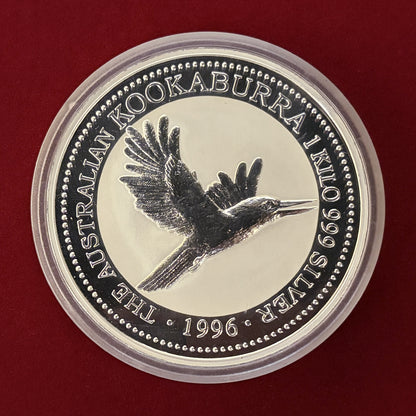 THE AUSTRALIAN KOOKABURRA 1 KILO 999 SILVER
· 1996 ·